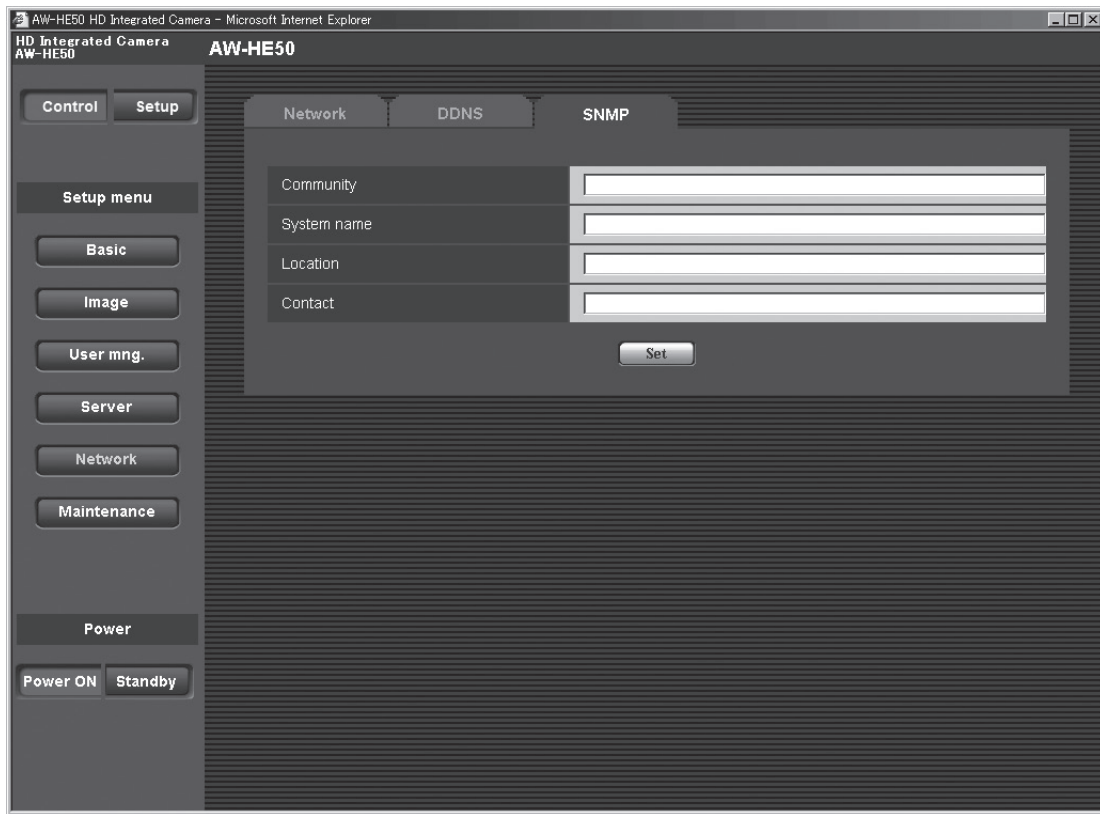 AW-HE50 HD Integrated Camera - Microsoft Internet Explorer
HD Integrated Camera
AW-HE50
AW-HE50
Control Setup
Network DDNS SNMP
Setup menu
Basic
Image
User mng.
Server
Network
Maintenance
Community
System name
Location
Contact
Set
Power
Power ON Standby